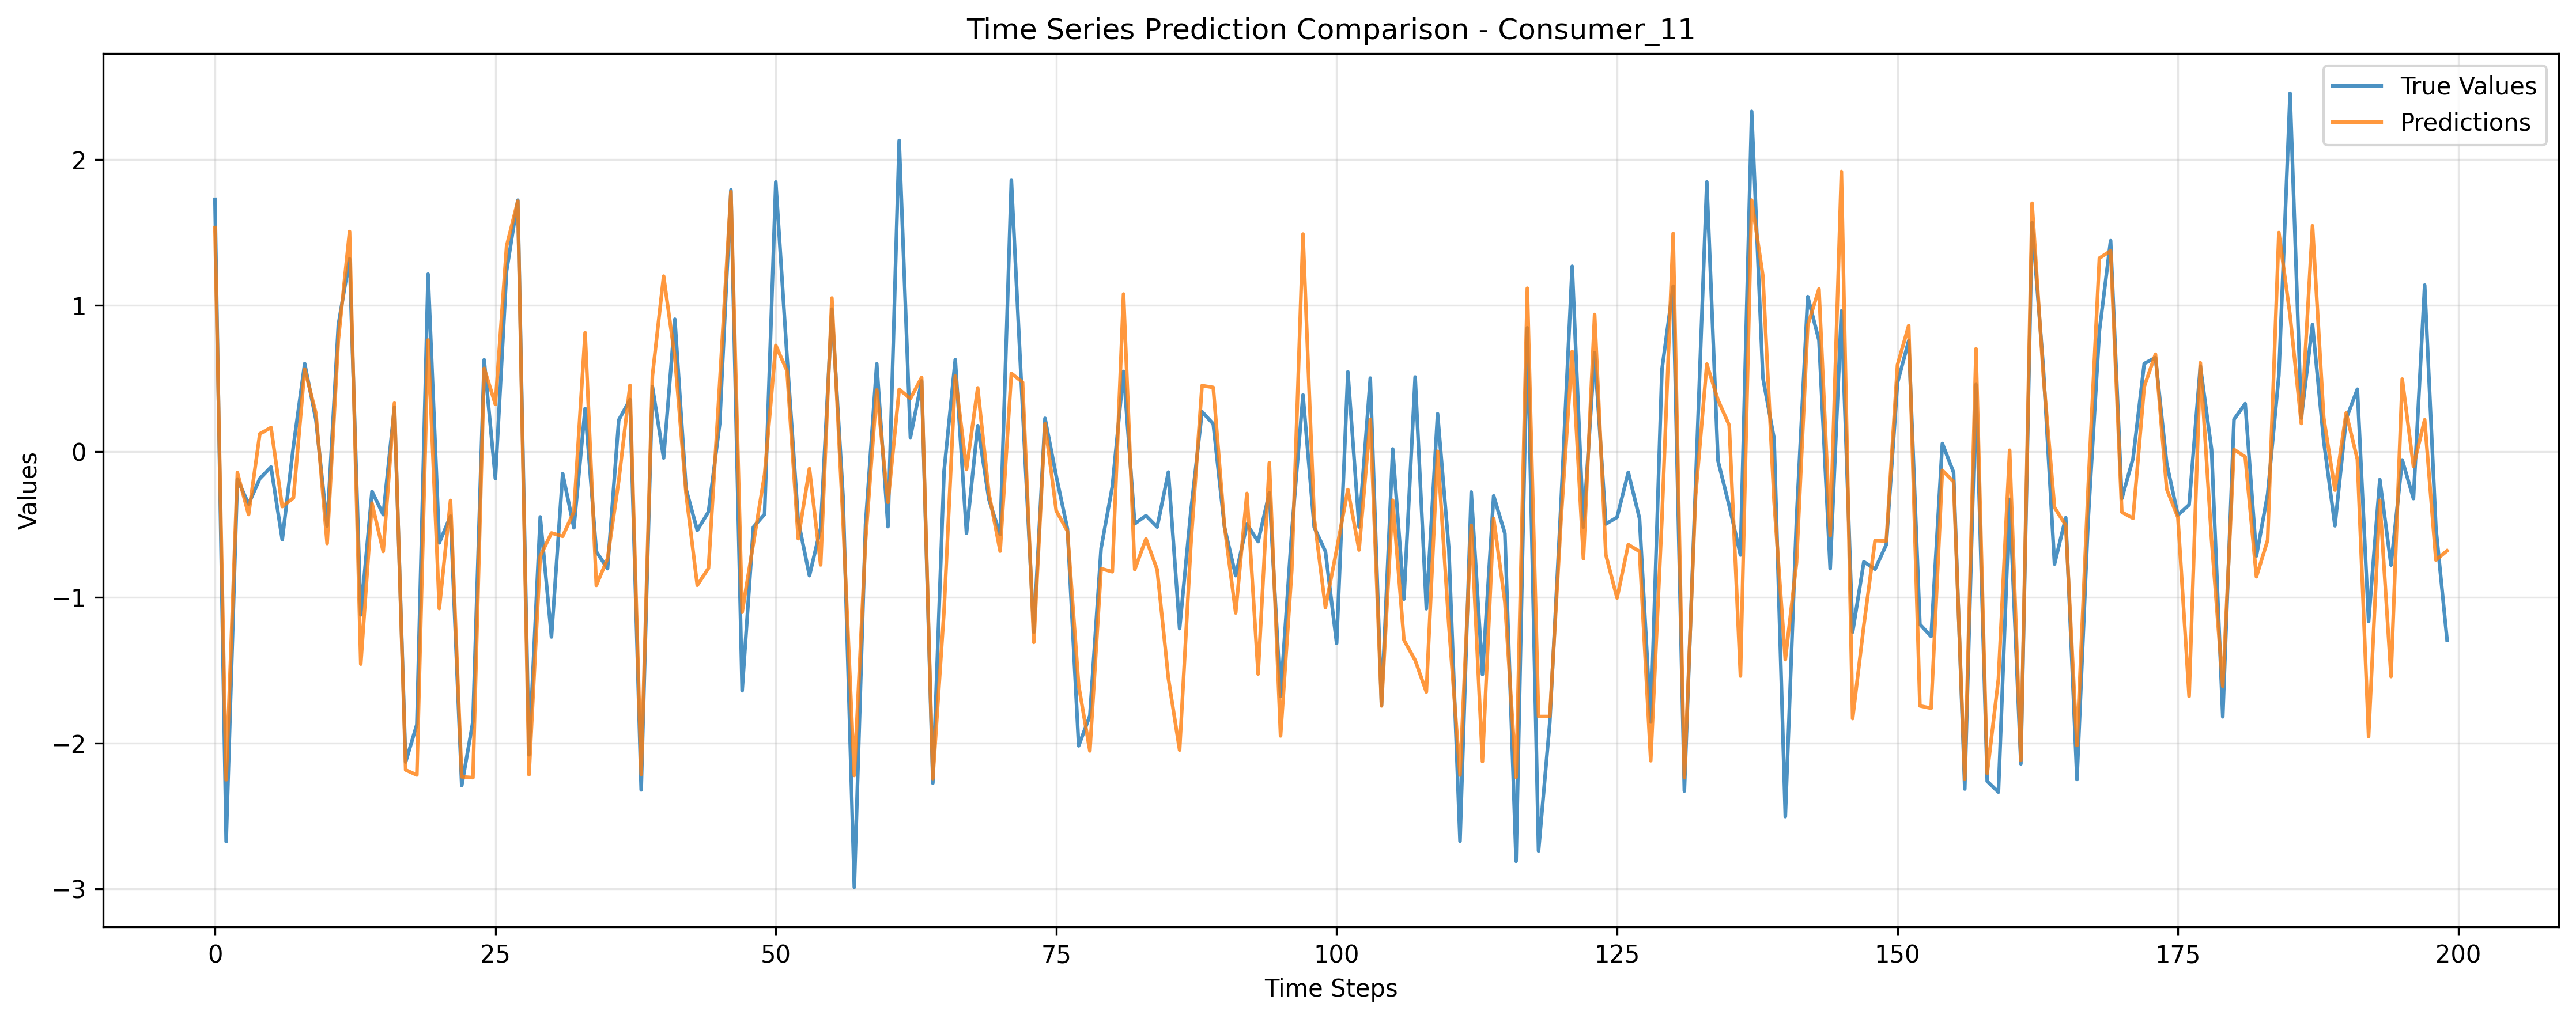 Time Series Prediction Comparison - Consumer_11
True Values
Predictions
Values
2
1
0
−1
−2
−3
0 25 50 75 100 125 150 175 200
Time Steps